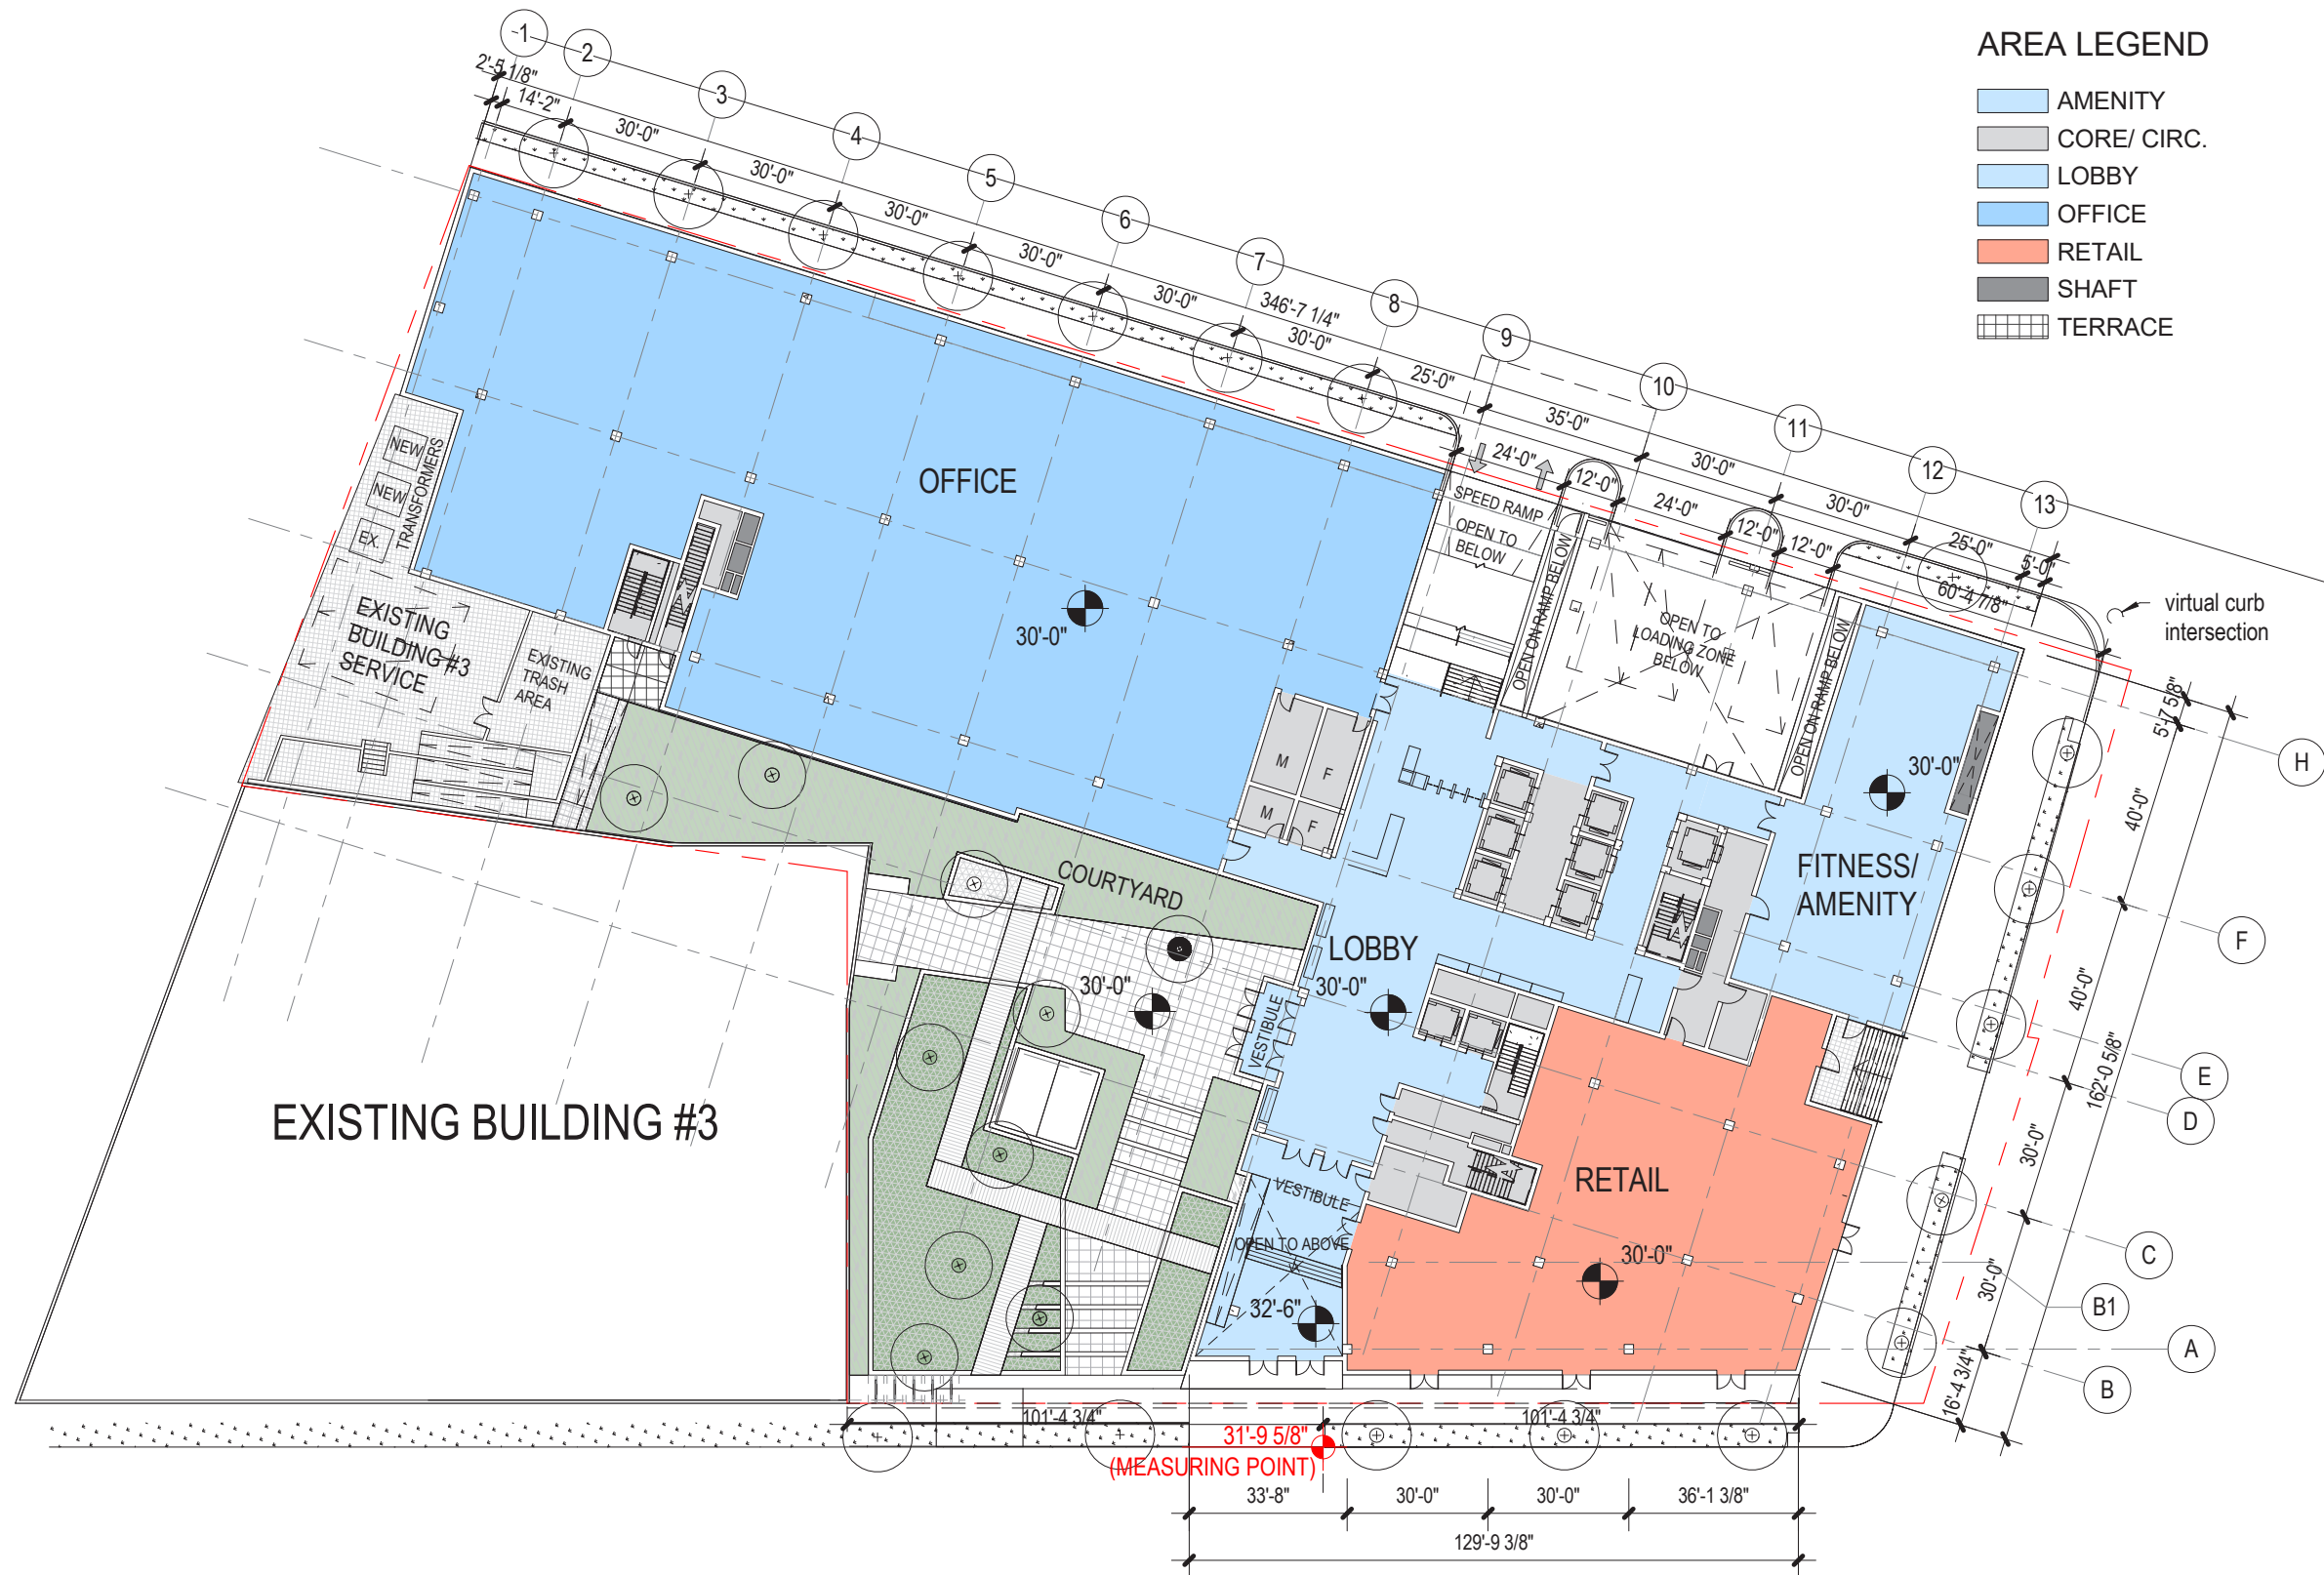 AREA LEGEND
AMENITY
CORE/ CIRC.
LOBBY
OFFICE
RETAIL
SHAFT
TERRACE
1
2
3
4
5
6
7
8
9
10
11
12
13
2'-5 1/8"
14'-2"
30'-0"
30'-0"
30'-0"
30'-0"
30'-0"
30'-0"
346'-7 1/4"
25'-0"
35'-0"
30'-0"
30'-0"
25'-0"
5'-0"
24'-0"
12'-0"
24'-0"
12'-0"
12'-0"
60'-4 7/8"
virtual curb
intersection
OFFICE
30'-0"
NEW
NEW
EX.
TRANSFORMERS
EXISTING
BUILDING #3
SERVICE
EXISTING
TRASH
AREA
SPEED RAMP
OPEN TO
BELOW
OPEN ON RAMP BELOW
OPEN TO
LOADING ZONE
BELOW
OPEN ON RAMP BELOW
30'-0"
FITNESS/
AMENITY
M
F
M
F
COURTYARD
30'-0"
LOBBY
30'-0"
VESTIBULE
VESTIBULE
OPEN TO ABOVE
32'-6"
RETAIL
30'-0"
EXISTING BUILDING #3
H
F
E
D
C
B1
A
B
5'-7 5/8"
40'-0"
40'-0"
162'-0 5/8"
30'-0"
30'-0"
16'-4 3/4"
101'-4 3/4"
101'-4 3/4"
31'-9 5/8"
(MEASURING POINT)
33'-8"
30'-0"
30'-0"
36'-1 3/8"
129'-9 3/8"